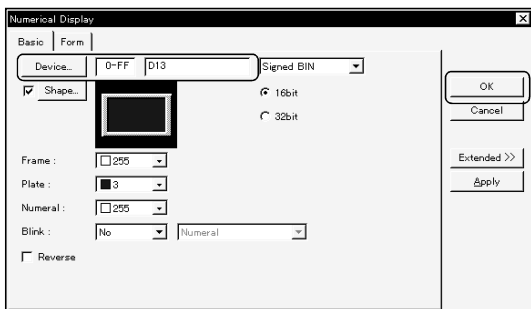 Numerical Display
Basic Form
Device... 0-FF D13 Signed BIN
Shape... 16bit
32bit
OK
Cancel
Extended >>
Apply
Frame : 255
Plate : 3
Numeral : 255
Blink : No Numeral
Reverse